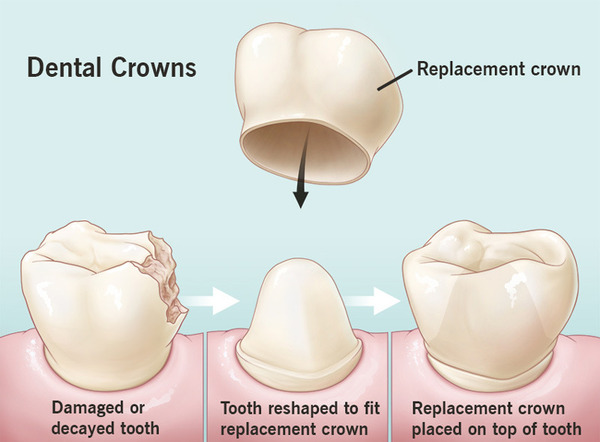 Dental Crowns
Replacement crown
Damaged or
decayed tooth
Tooth reshaped to fit
replacement crown
Replacement crown
placed on top of tooth